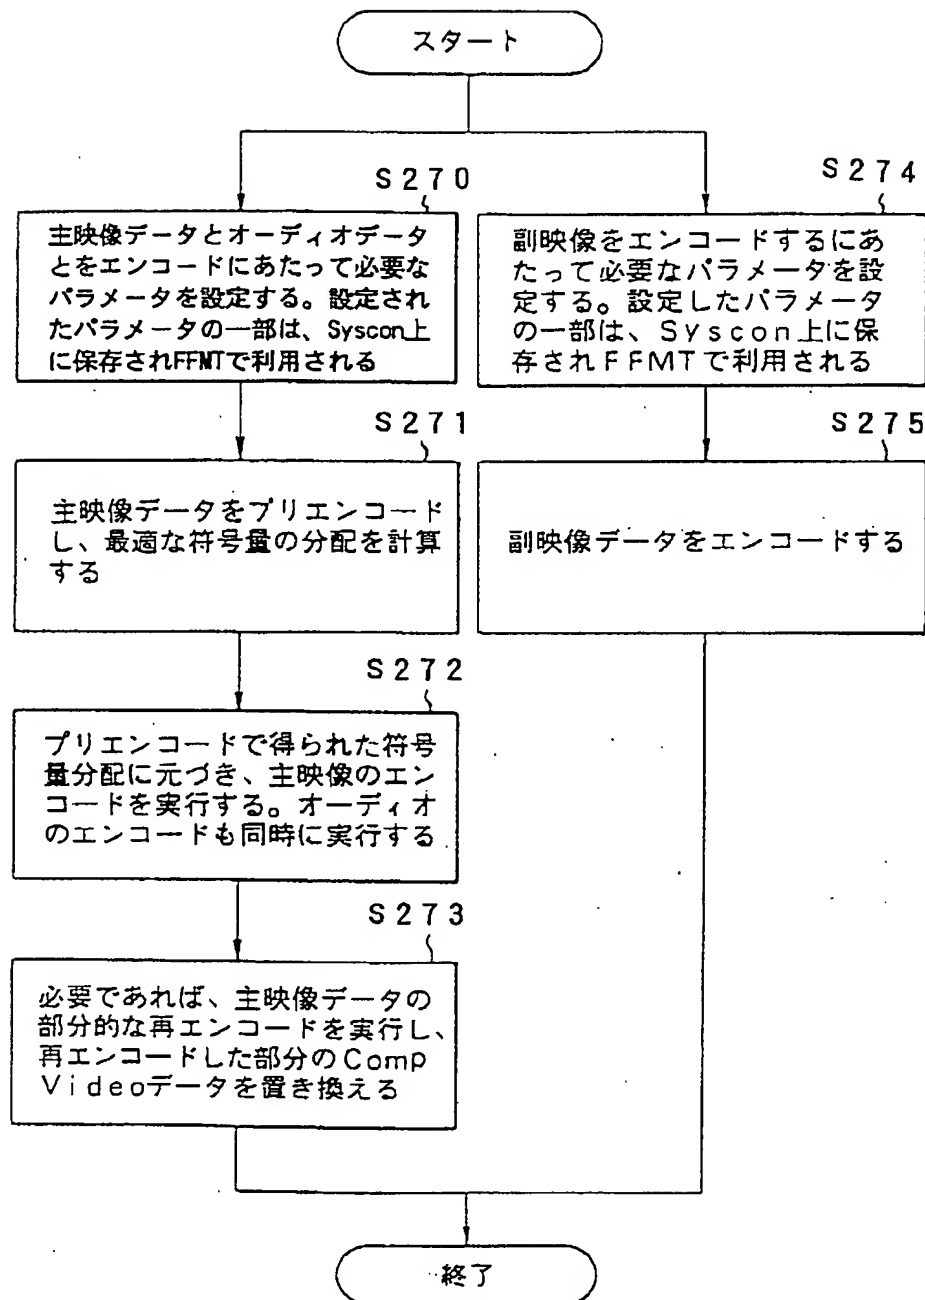 スタート
S270
主映像データとオーディオデータ
とをエンコードにあたって必要な
パラメータを設定する。設定され
たパラメータの一部は、Syscon上
に保存されFFMTで利用される
S274
副映像をエンコードするにあ
たって必要なパラメータを設
定する。設定したパラメータ
の一部は、Syscon上に保
存されFFMTで利用される
S271
主映像データをプリエンコード
し、最適な符号量の分配を計算
する
S275
副映像データをエンコードする
S272
プリエンコードで得られた符号
量分配に元づき、主映像のエン
コードを実行する。オーディオ
のエンコードも同時に実行する
S273
必要であれば、主映像データの
部分的な再エンコードを実行し、
再エンコードした部分のComp
Videoデータを置き換える
終了